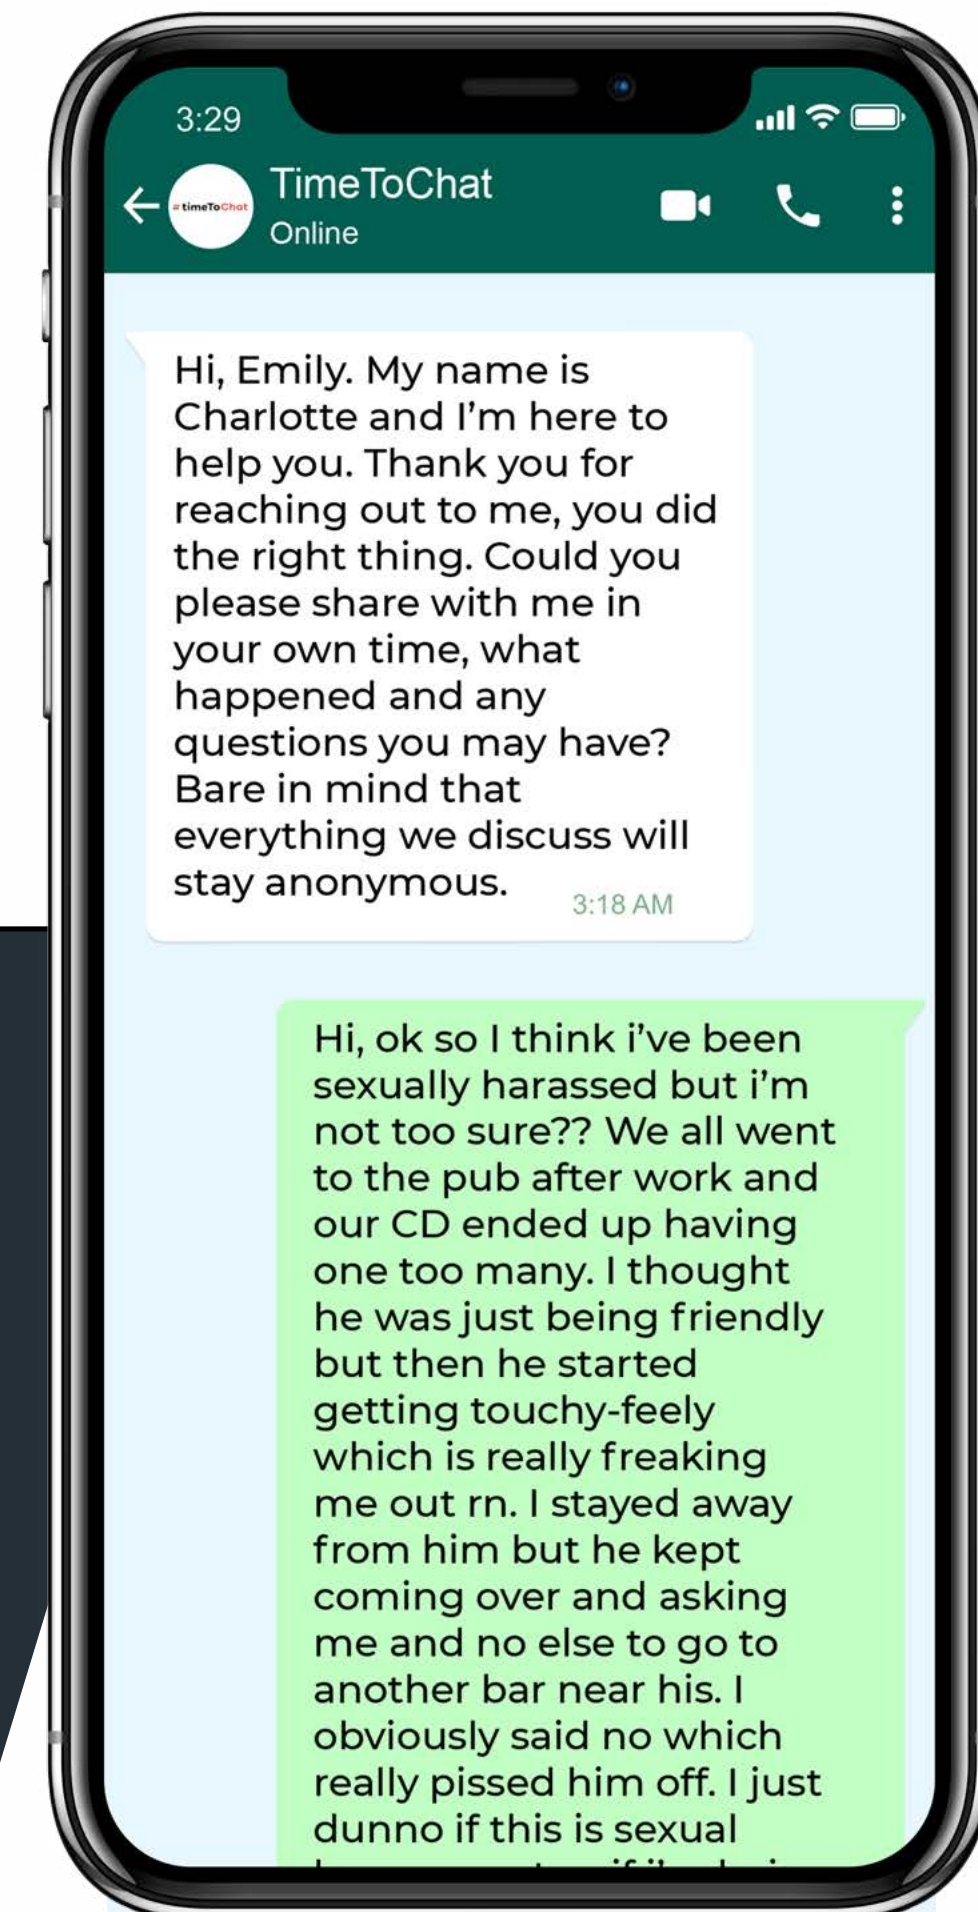 3:29
#timeToChat
TimeToChat
Online
Hi, Emily. My name is
Charlotte and I'm here to
help you. Thank you for
reaching out to me, you did
the right thing. Could you
please share with me in
your own time, what
happened and any
questions you may have?
Bare in mind that
everything we discuss will
stay anonymous.
3:18 AM
Hi, ok so I think i've been
sexually harassed but i'm
not too sure?? We all went
to the pub after work and
our CD ended up having
one too many. I thought
he was just being friendly
but then he started
getting touchy-feely
which is really freaking
me out rn. I stayed away
from him but he kept
coming over and asking
me and no else to go to
another bar near his. I
obviously said no which
really pissed him off. I just
dunno if this is sexual